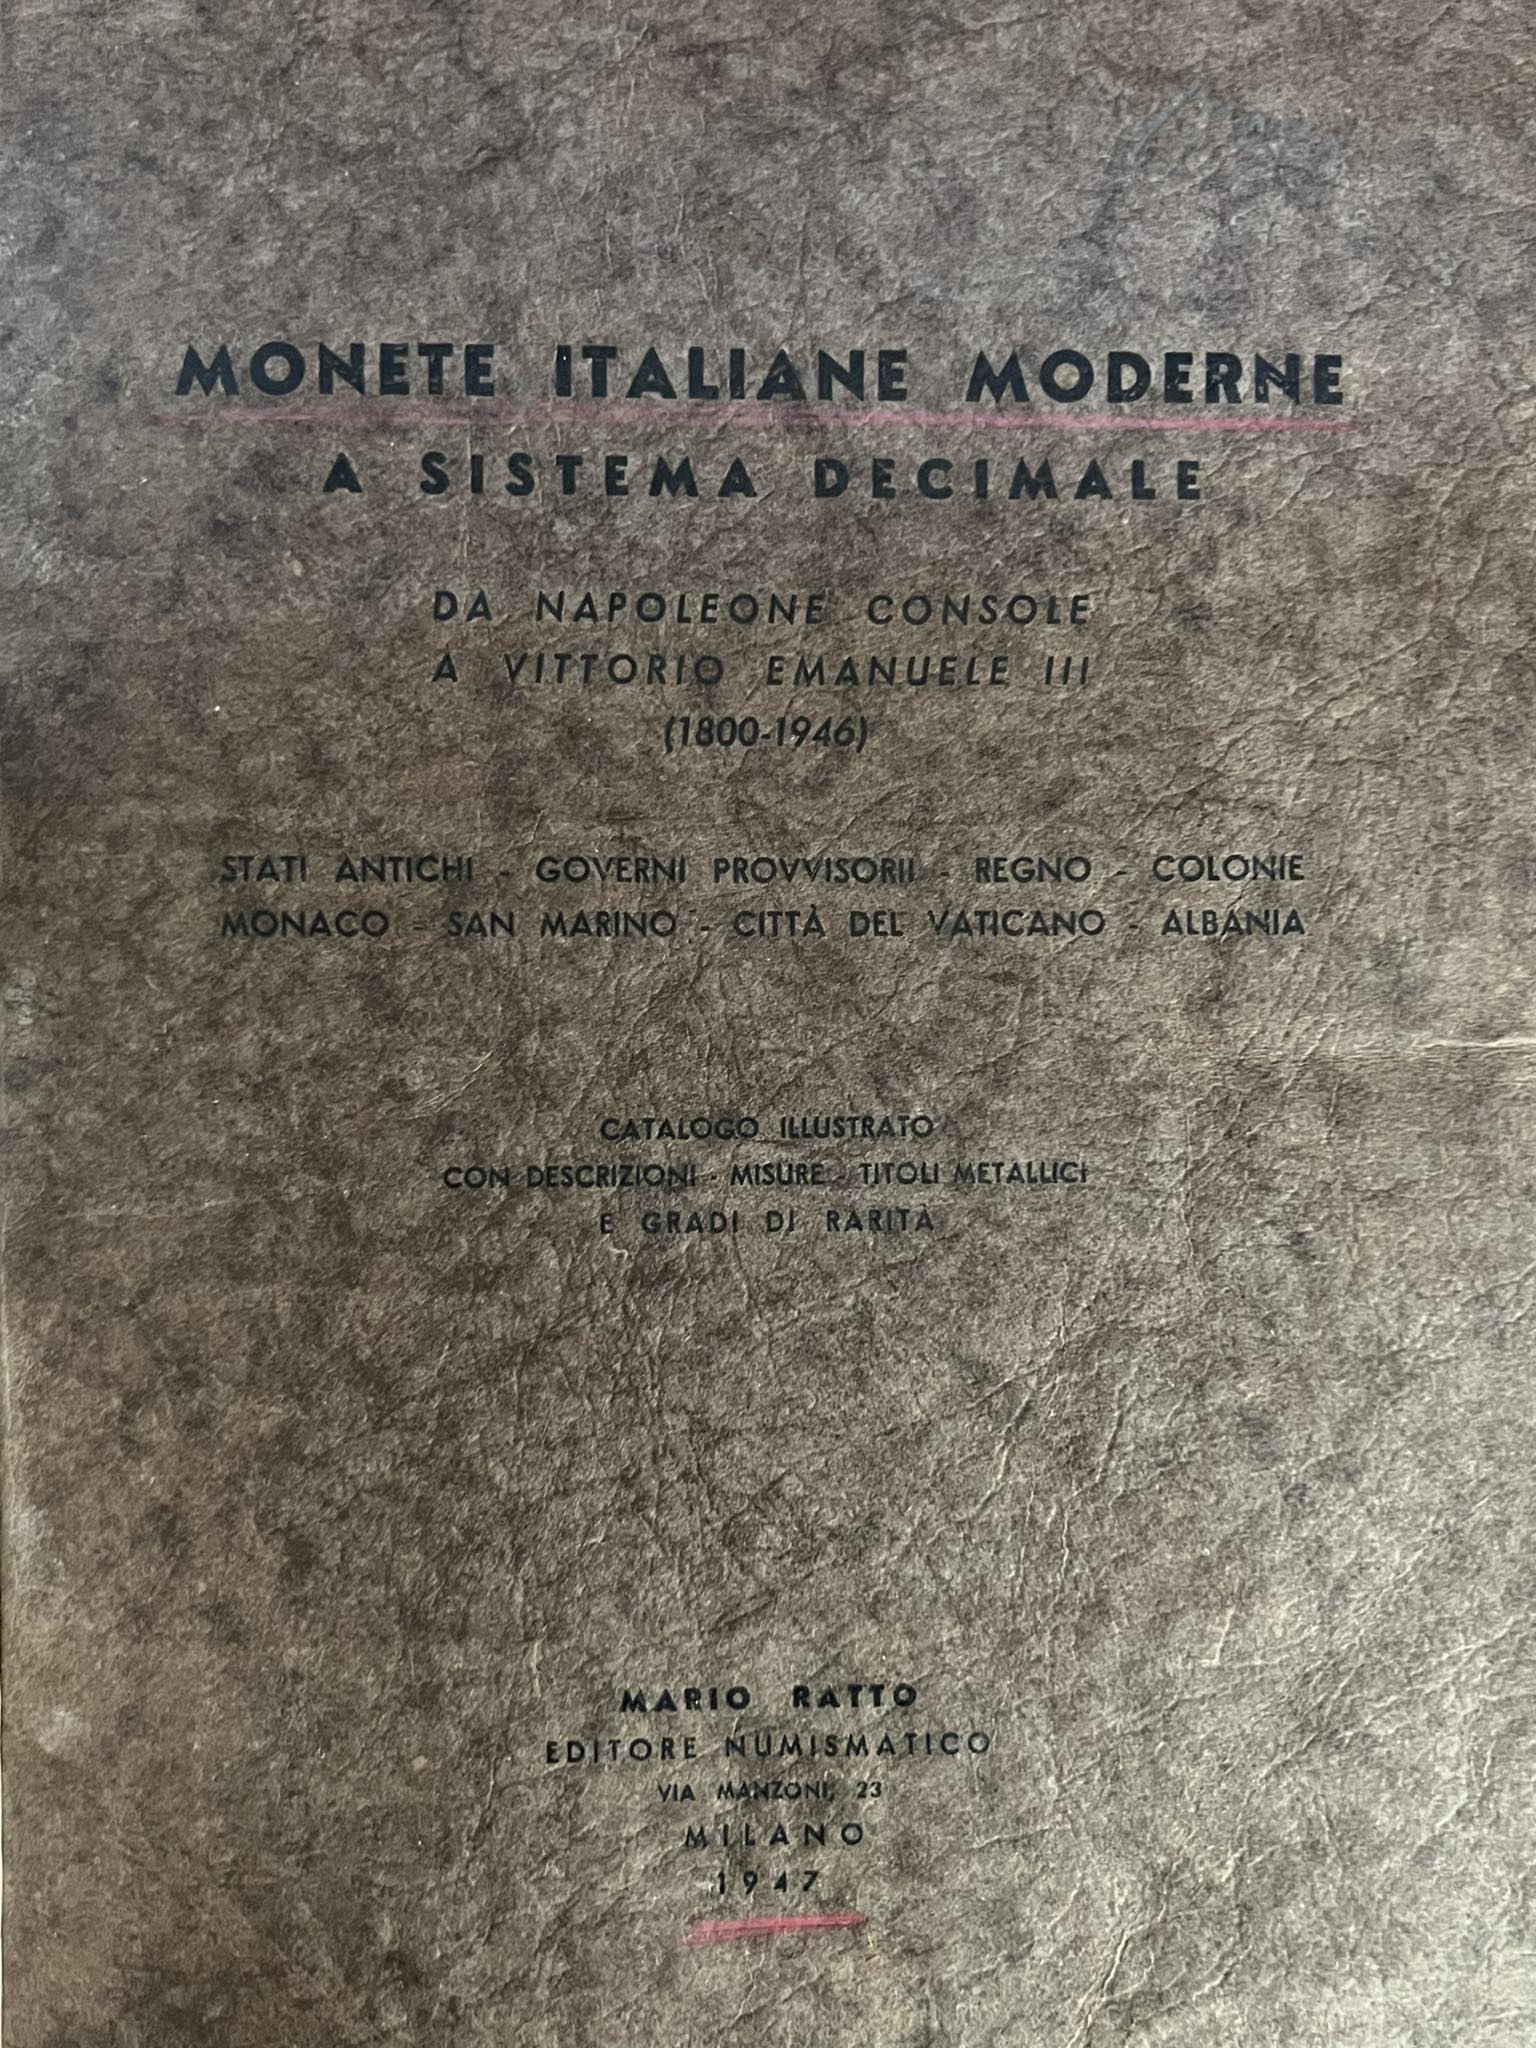 MONETE ITALIANE MODERNE
A SISTEMA DECIMALE
DA NAPOLEONE CONSOLE
A VITTORIO EMANUELE III
(1800-1946)
STATI ANTICHI - GOVERNI PROVVISORII - REGNO - COLONIE
MONACO - SAN MARINO - CITTÀ DEL VATICANO - ALBANIA
CATALOGO ILLUSTRATO
CON DESCRIZIONI - MISURE - TITOLI METALLICI
E GRADI DI RARITÀ
MARIO RATTO
EDITORE NUMISMATICO
VIA MANZONI, 23
MILANO
1947